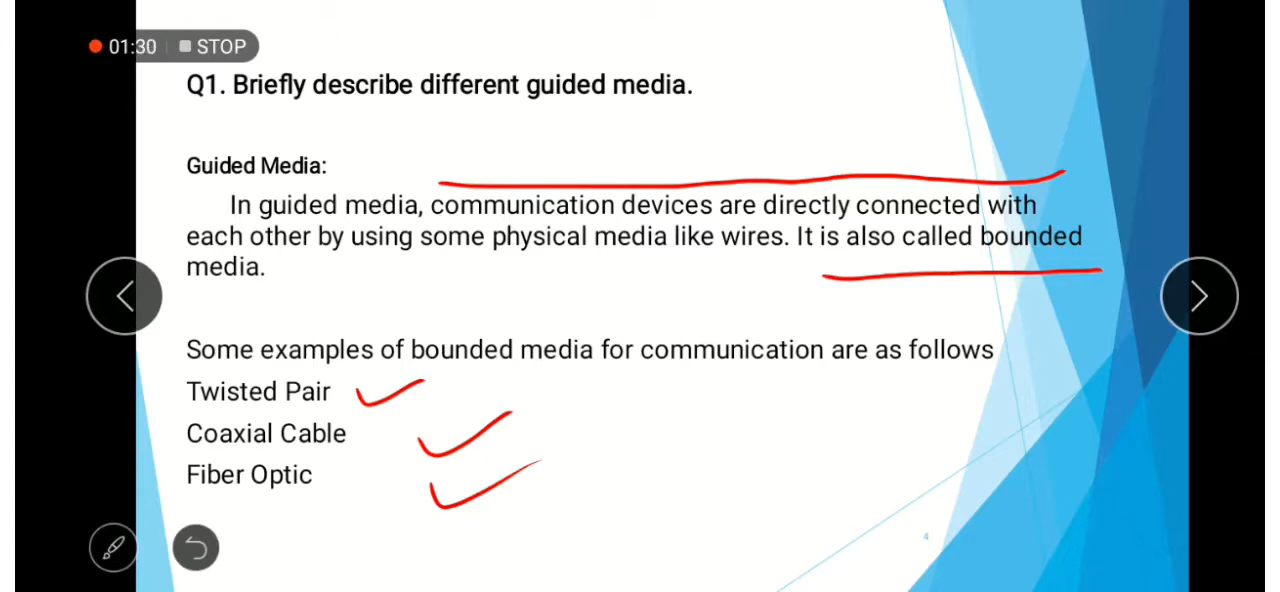 01:30 STOP
Q1. Briefly describe different guided media.
Guided Media:
In guided media, communication devices are directly connected with
each other by using some physical media like wires. It is also called bounded
media.
Some examples of bounded media for communication are as follows
Twisted Pair
Coaxial Cable
Fiber Optic
4